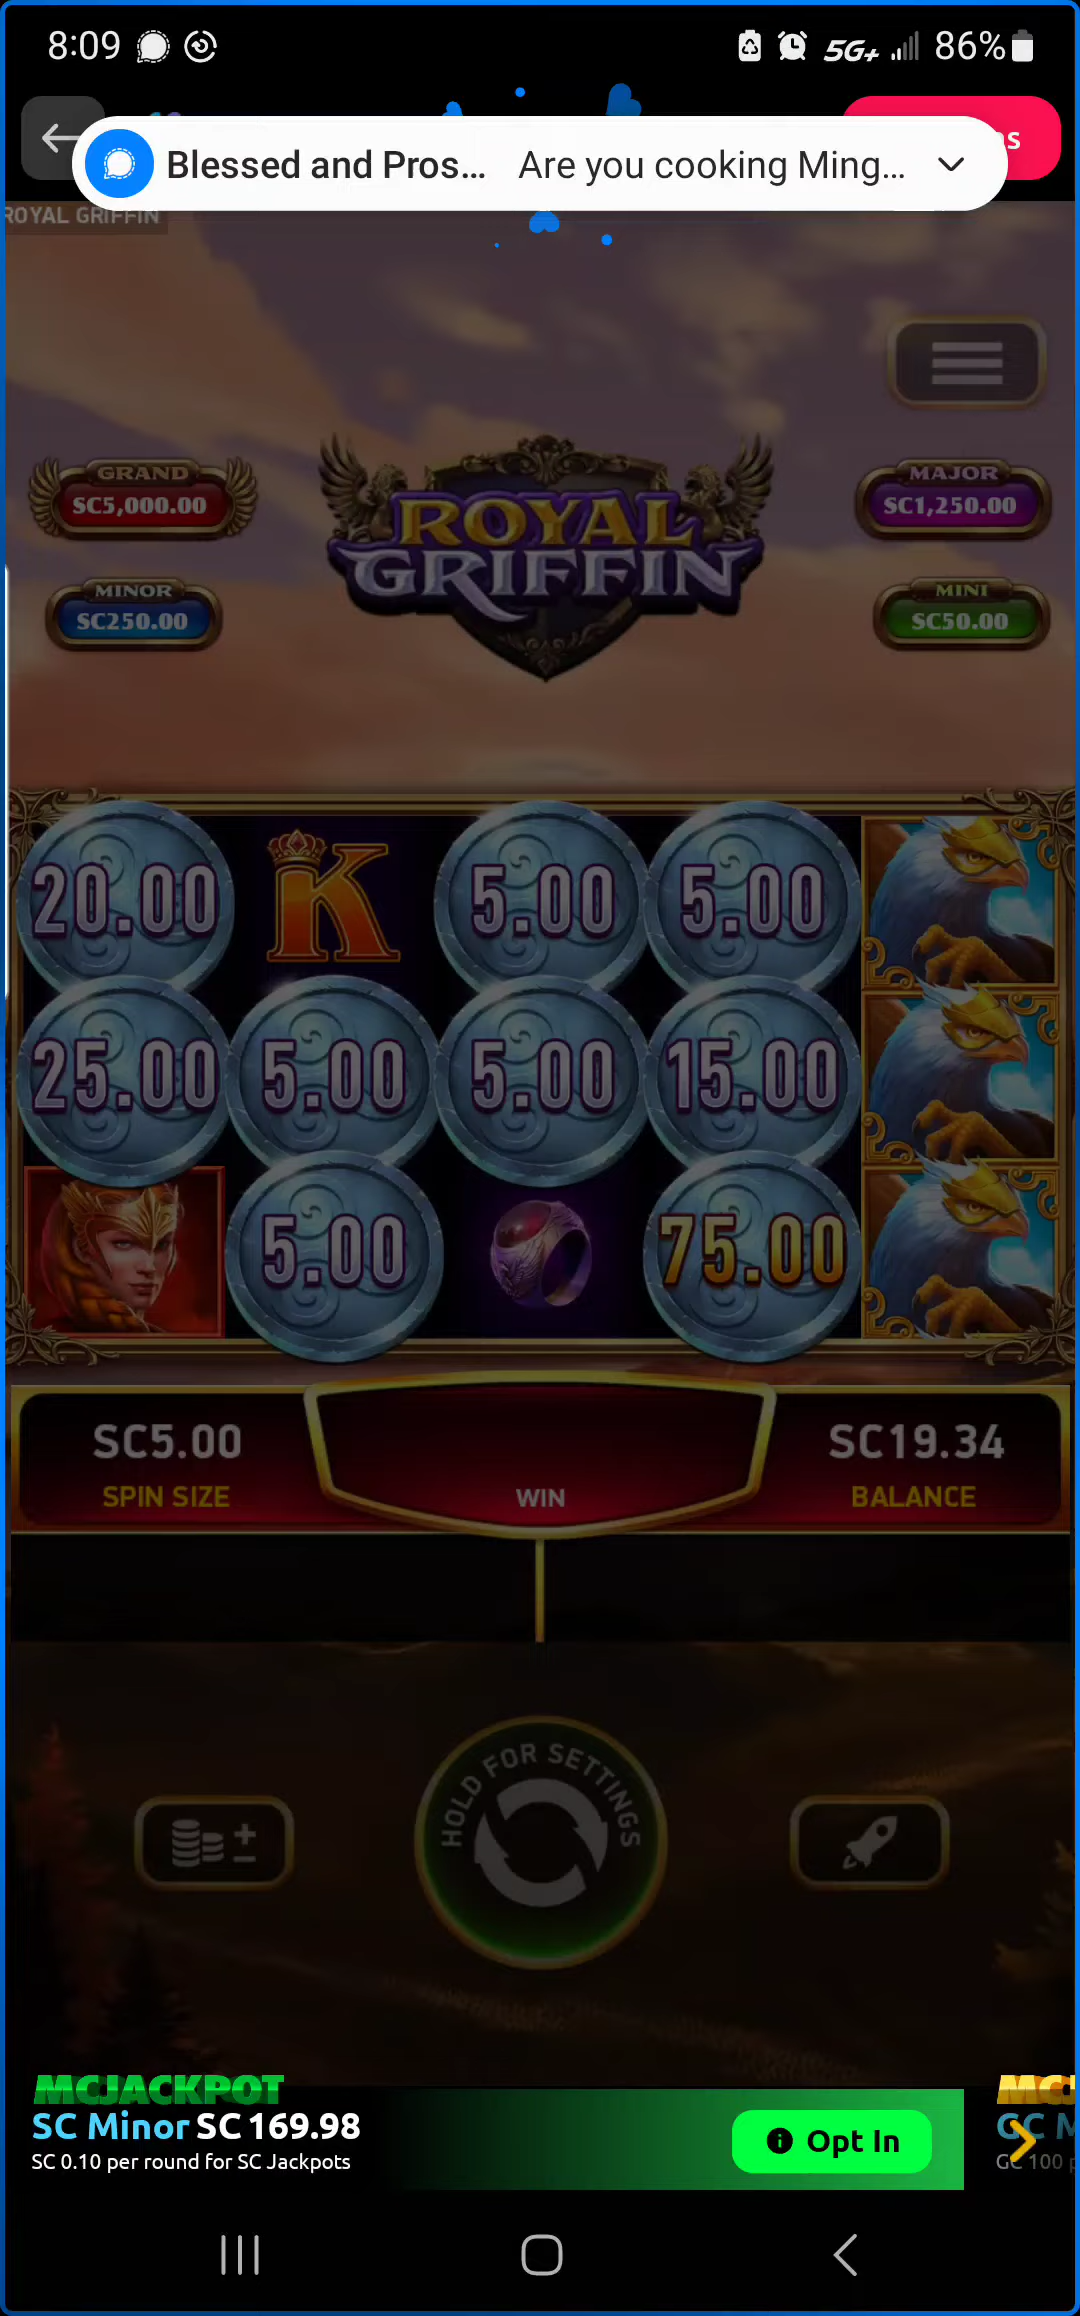 8:09
5G+
86%
Blessed and Pros... Are you cooking Ming...
ROYAL GRIFFIN
GRAND
SC5,000.00
MAJOR
SC1,250.00
ROYAL
GRIFFIN
MINOR
SC250.00
MINI
SC50.00
20.00 K 5.00 5.00
25.00 5.00 5.00 15.00
5.00 75.00
SC5.00
SPIN SIZE
WIN
SC19.34
BALANCE
HOLD FOR SETTINGS
MCJACKPOT
SC Minor SC 169.98
SC 0.10 per round for SC Jackpots
Opt In
GC 100